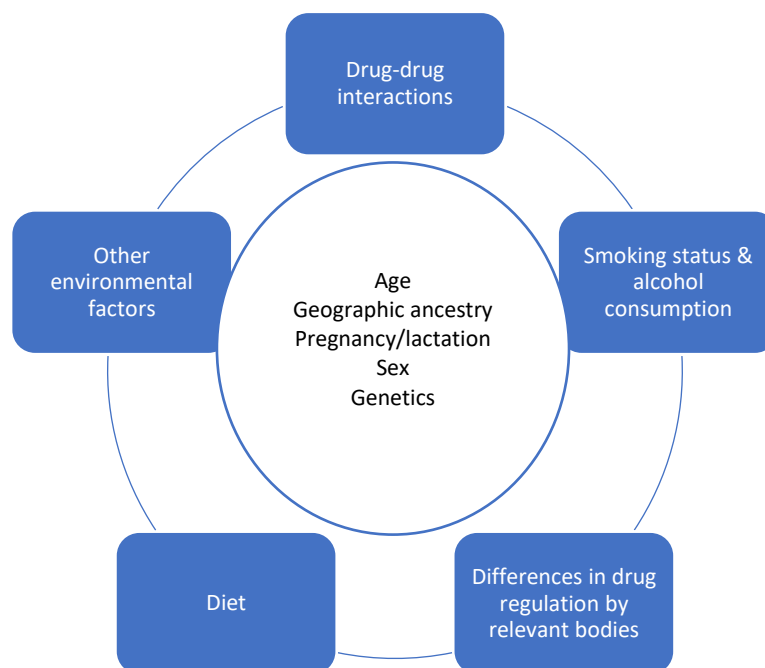 Drug-drug
interactions
Other
environmental
factors
Age
Geographic ancestry
Pregnancy/lactation
Sex
Genetics
Smoking status &
alcohol
consumption
Diet
Differences in drug
regulation by
relevant bodies